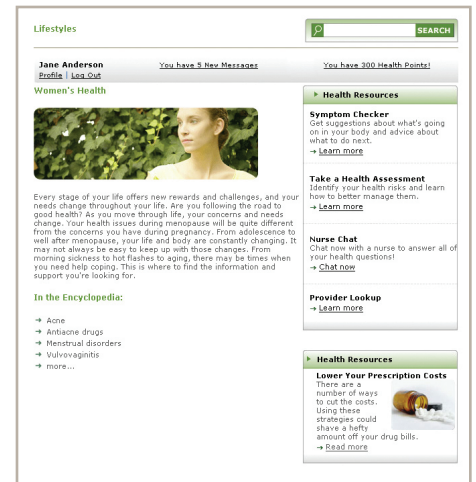 Lifestyles
SEARCH
Jane Anderson
Profile | Log Out
You have 5 New Messages
You have 300 Health Points!
Women's Health
Every stage of your life offers new rewards and challenges, and your
needs change throughout your life. Are you following the road to
good health? As you move through life, your concerns and needs
change. Your health issues during menopause will be quite different
from the concerns you have during pregnancy. From adolescence to
well after menopause, your life and body are constantly changing. It
may not always be easy to keep up with those changes. From
morning sickness to hot flashes to aging, there may be times when
you need help coping. This is where to find the information and
support you're looking for.
In the Encyclopedia:
Acne
Antiacne drugs
Menstrual disorders
Vulvovaginitis
more...
Health Resources
Symptom Checker
Get suggestions about what's going
on in your body and advice about
what to do next.
Learn more
Take a Health Assessment
Identify your health risks and learn
how to better manage them.
Learn more
Nurse Chat
Chat now with a nurse to answer all of
your health questions!
Chat now
Provider Lookup
Learn more
Health Resources
Lower Your Prescription Costs
There are a
number of ways
to cut the costs.
Using these
strategies could
shave a hefty
amount off your drug bills.
Read more